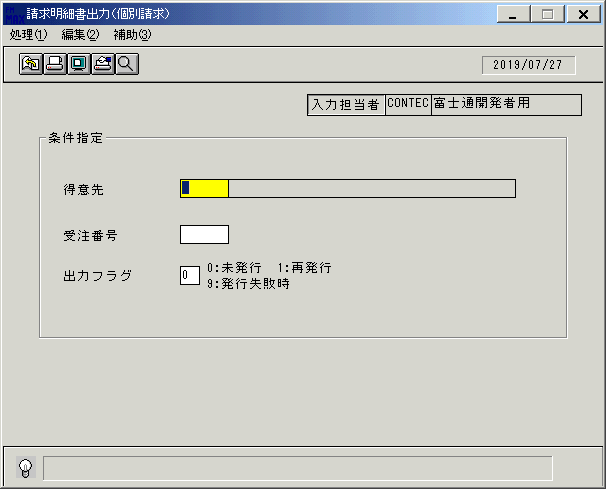 請求明細書出力(個別請求)
処理(1) 編集(2) 補助(3)
2019/07/27
入力担当者 CONTEC 富士通開発者用
条件指定
得意先
受注番号
出力フラグ 0 0:未発行 1:再発行
9:発行失敗時